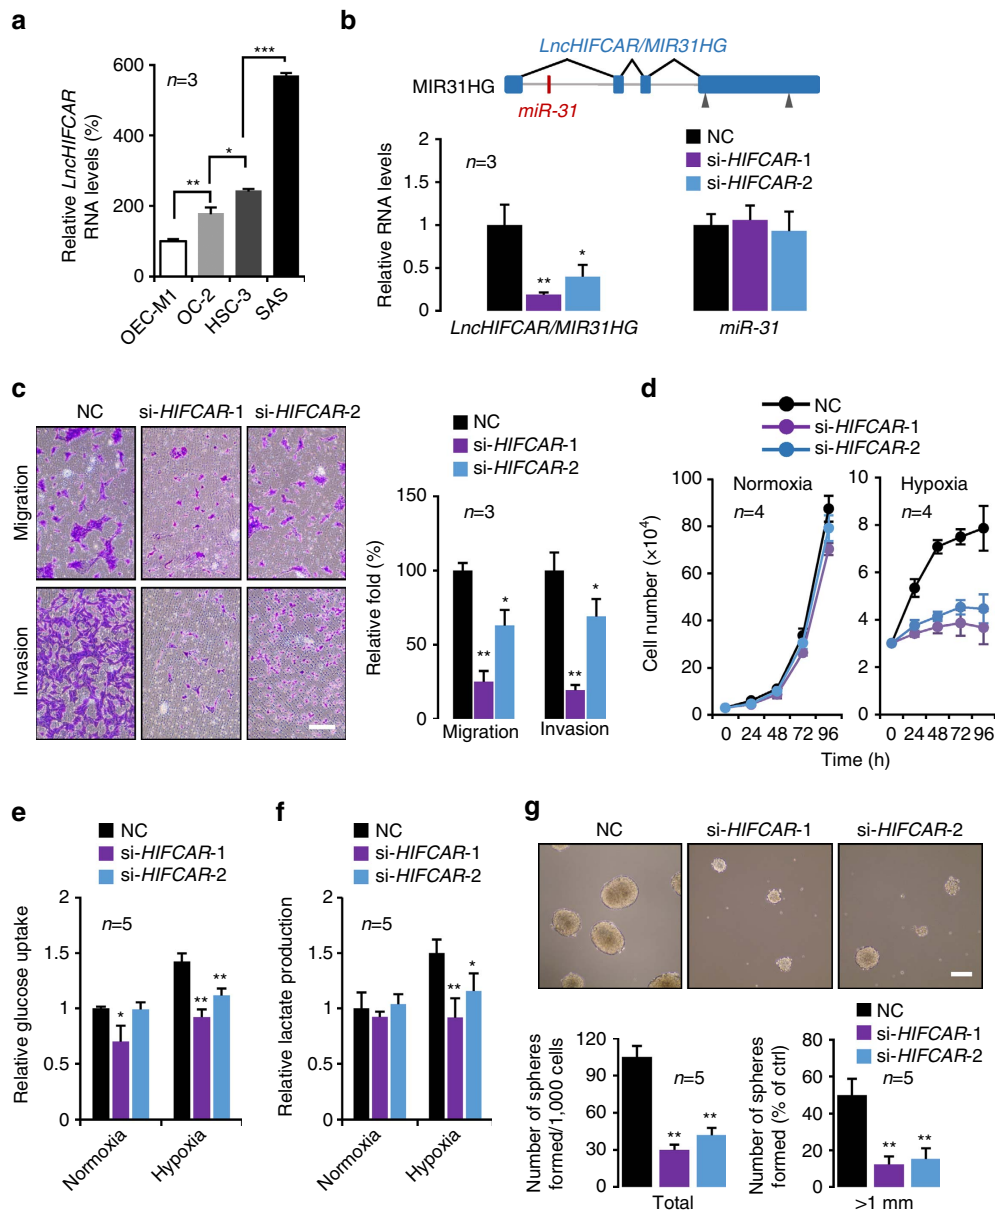 a
Relative LncHIFCAR
RNA levels (%)
600
400
200
0
n=3
**
*
***
OEC-M1
OC-2
HSC-3
SAS
b
LncHIFCAR/MIR31HG
MIR31HG
miR-31
NC
si-HIFCAR-1
si-HIFCAR-2
Relative RNA levels
2
1.5
1
0.5
0
n=3
**
*
LncHIFCAR/MIR31HG
miR-31
c
NC
si-HIFCAR-1
si-HIFCAR-2
Migration
Invasion
NC
si-HIFCAR-1
si-HIFCAR-2
Relative fold (%)
150
100
50
0
n=3
**
*
**
*
Migration
Invasion
d
NC
si-HIFCAR-1
si-HIFCAR-2
Cell number (×10⁴)
100
80
60
40
20
0
Normoxia
n=4
0 24 48 72 96
10
8
6
4
2
0
Hypoxia
n=4
0 24 48 72 96
Time (h)
e
NC
si-HIFCAR-1
si-HIFCAR-2
Relative glucose uptake
2
1.5
1
0.5
0
n=5
*
**
**
Normoxia
Hypoxia
f
NC
si-HIFCAR-1
si-HIFCAR-2
Relative lactate production
2
1.5
1
0.5
0
n=5
**
*
Normoxia
Hypoxia
g
NC
si-HIFCAR-1
si-HIFCAR-2
NC
si-HIFCAR-1
si-HIFCAR-2
Number of spheres
formed/1,000 cells
120
90
60
30
0
n=5
**
**
Total
Number of spheres
formed (% of ctrl)
80
60
40
20
0
n=5
**
**
>1 mm